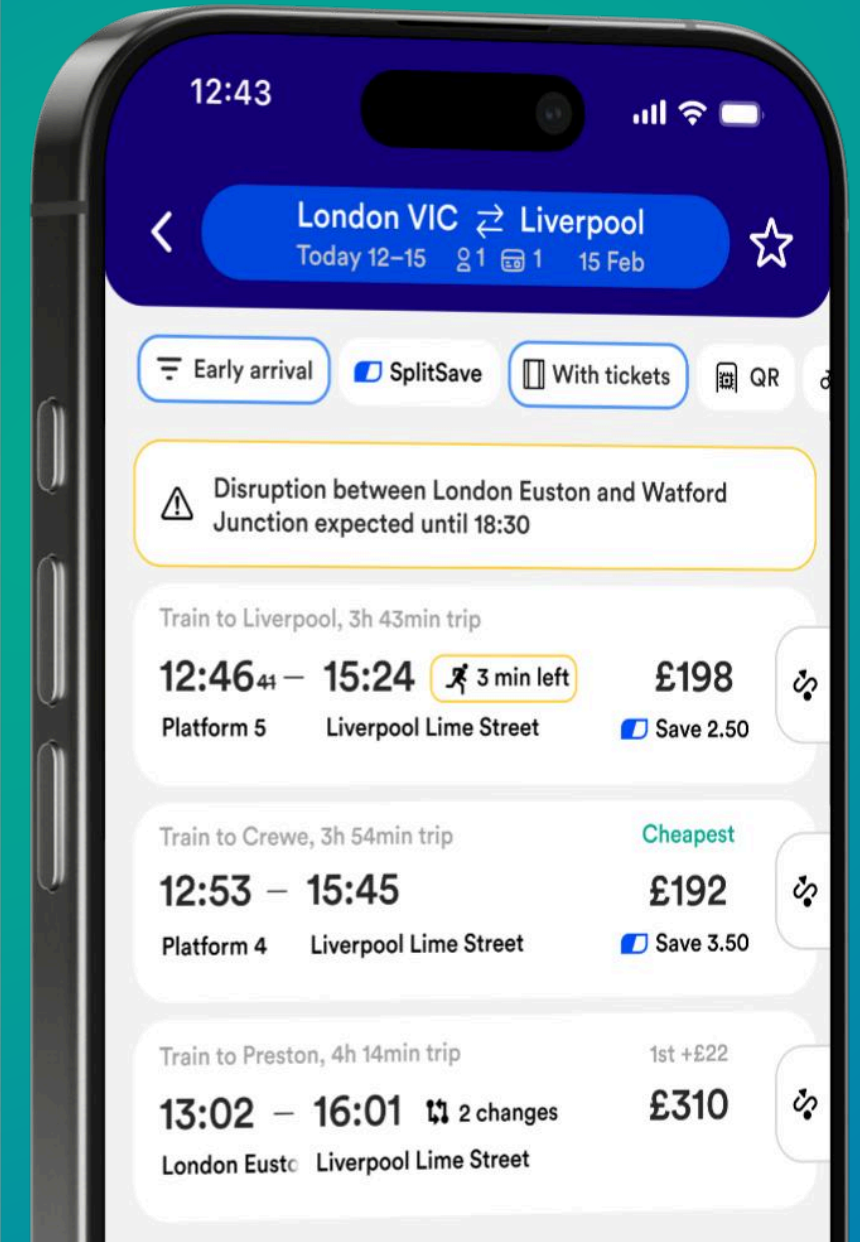 12:43
London VIC ⇄ Liverpool
Today 12–15 1 1 15 Feb
Early arrival SplitSave With tickets QR
Disruption between London Euston and Watford
Junction expected until 18:30
Train to Liverpool, 3h 43min trip
12:46 41 – 15:24 3 min left £198
Platform 5 Liverpool Lime Street Save 2.50
Train to Crewe, 3h 54min trip Cheapest
12:53 – 15:45 £192
Platform 4 Liverpool Lime Street Save 3.50
Train to Preston, 4h 14min trip 1st +£22
13:02 – 16:01 2 changes £310
London Eusto Liverpool Lime Street